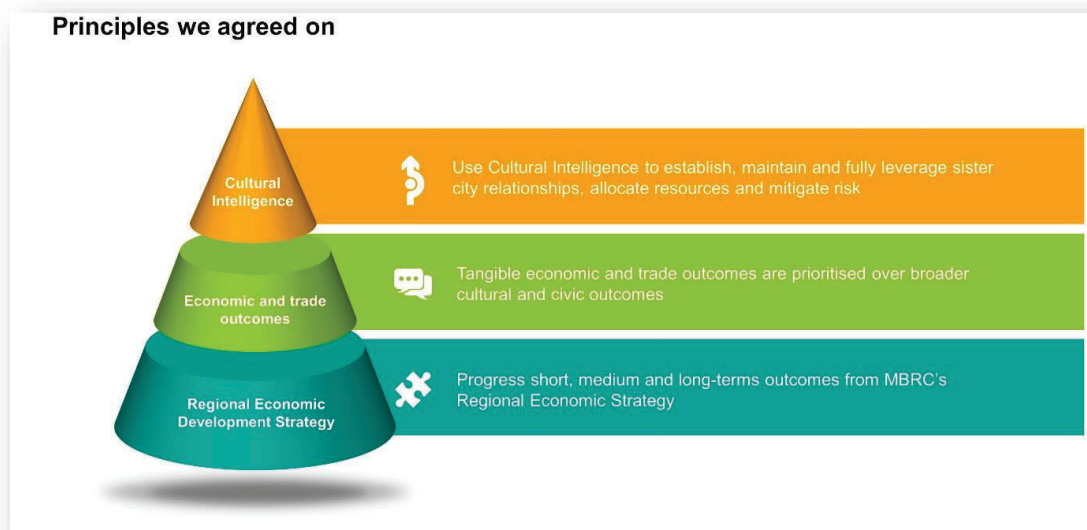 Principles we agreed on
Cultural
Intelligence
Use Cultural Intelligence to establish, maintain and fully leverage sister
city relationships, allocate resources and mitigate risk
Economic and trade
outcomes
Tangible economic and trade outcomes are prioritised over broader
cultural and civic outcomes
Regional Economic
Development Strategy
Progress short, medium and long-terms outcomes from MBRC's
Regional Economic Strategy